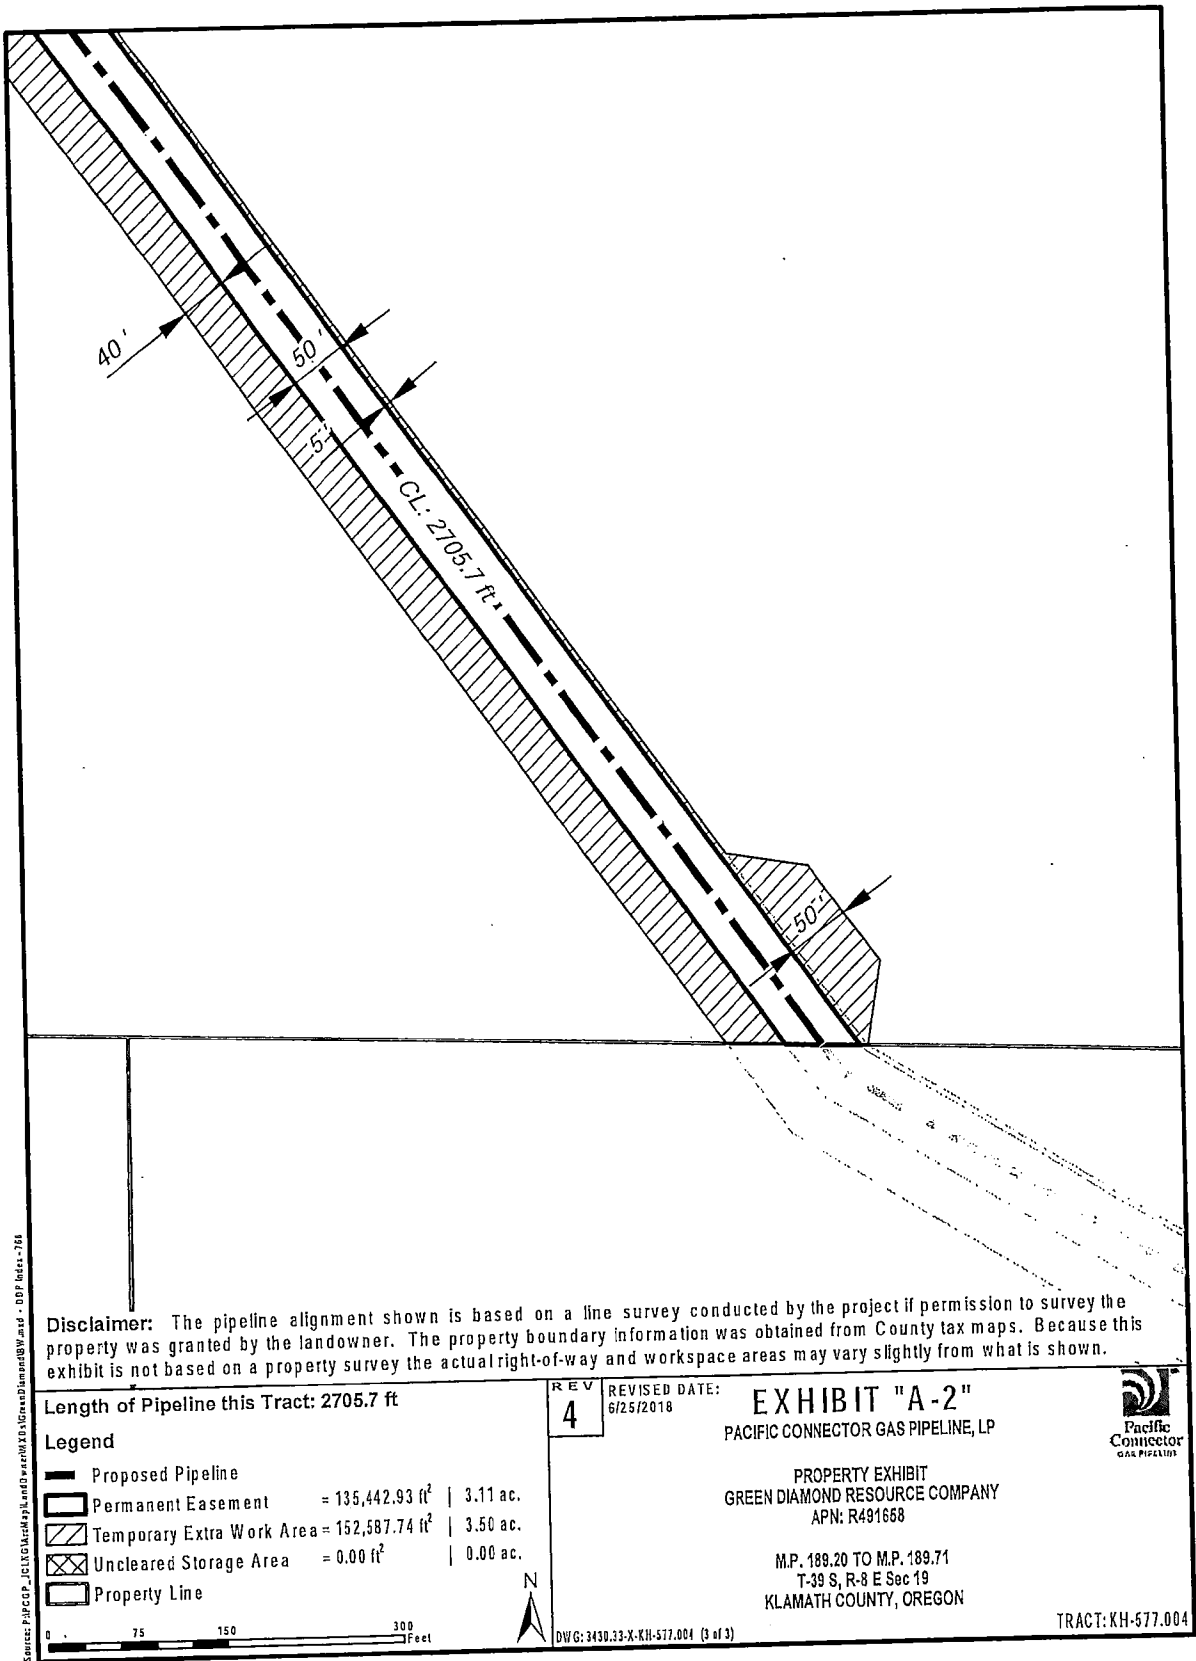 40'
50'
5'
CL: 2705.7 ft
50'
Disclaimer: The pipeline alignment shown is based on a line survey conducted by the project if permission to survey the
property was granted by the landowner. The property boundary information was obtained from County tax maps. Because this
exhibit is not based on a property survey the actual right-of-way and workspace areas may vary slightly from what is shown.
Length of Pipeline this Tract: 2705.7 ft
Legend
Proposed Pipeline
Permanent Easement = 135,442.93 ft² | 3.11 ac.
Temporary Extra Work Area = 152,587.74 ft² | 3.50 ac.
Uncleared Storage Area = 0.00 ft² | 0.00 ac.
Property Line
N
0 75 150 300
Feet
REV
4
REVISED DATE:
6/25/2018
EXHIBIT "A-2"
PACIFIC CONNECTOR GAS PIPELINE, LP
Pacific
Connector
GAS PIPELINE
PROPERTY EXHIBIT
GREEN DIAMOND RESOURCE COMPANY
APN: R491658
M.P. 189.20 TO M.P. 189.71
T-39 S, R-8 E Sec 19
KLAMATH COUNTY, OREGON
DWG: 3430.33-X-KH-577.004 (3 of 3)
TRACT: KH-577.004